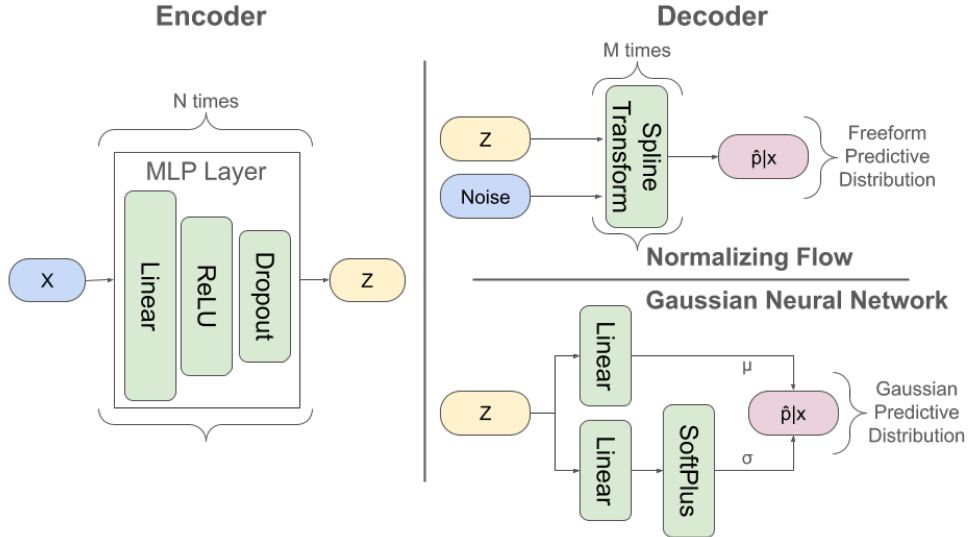 Encoder
N times
MLP Layer
X
Linear
ReLU
Dropout
Z
Decoder
M times
Z
Noise
Spline
Transform
p̂|x
Freeform
Predictive
Distribution
Normalizing Flow
Gaussian Neural Network
Z
Linear
μ
Linear
SoftPlus
σ
p̂|x
Gaussian
Predictive
Distribution